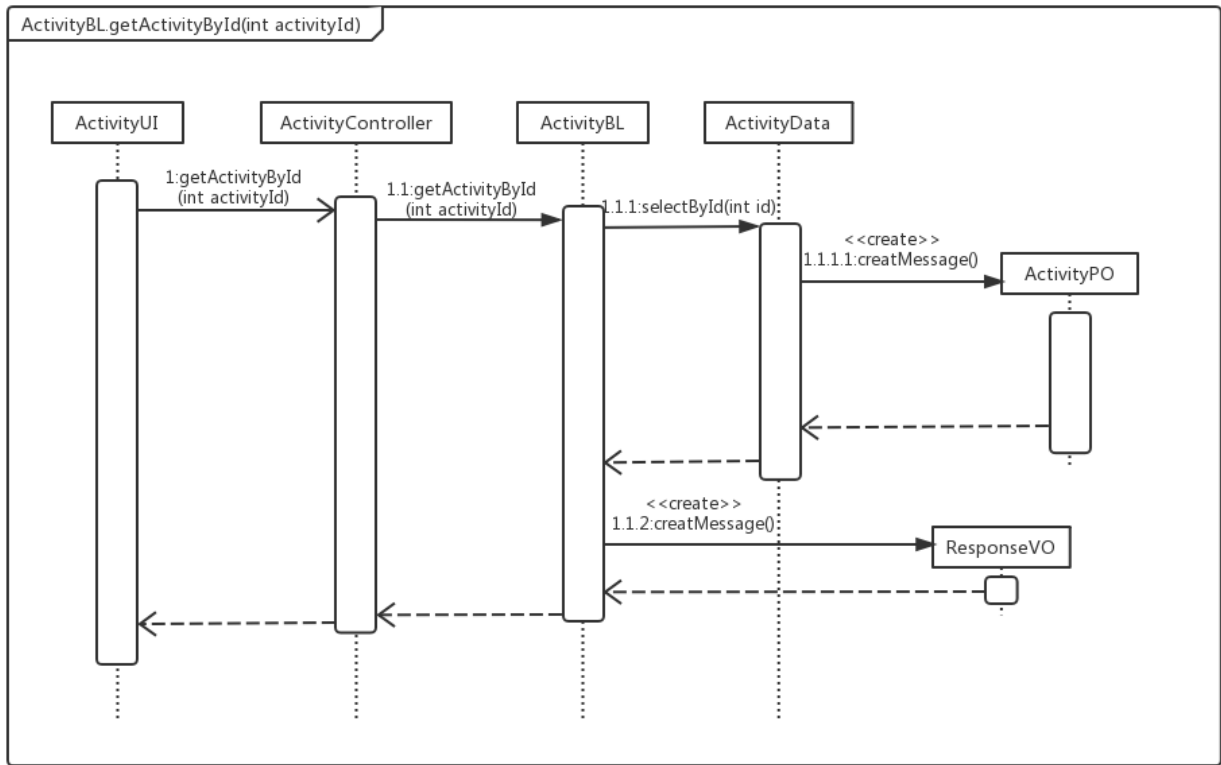 ActivityBL.getActivityById(int activityId)
ActivityUI
ActivityController
ActivityBL
ActivityData
1:getActivityById
(int activityId)
1.1:getActivityById
(int activityId)
1.1.1:selectById(int id)
<<create>>
1.1.1.1:creatMessage()
ActivityPO
<<create>>
1.1.2:creatMessage()
ResponseVO